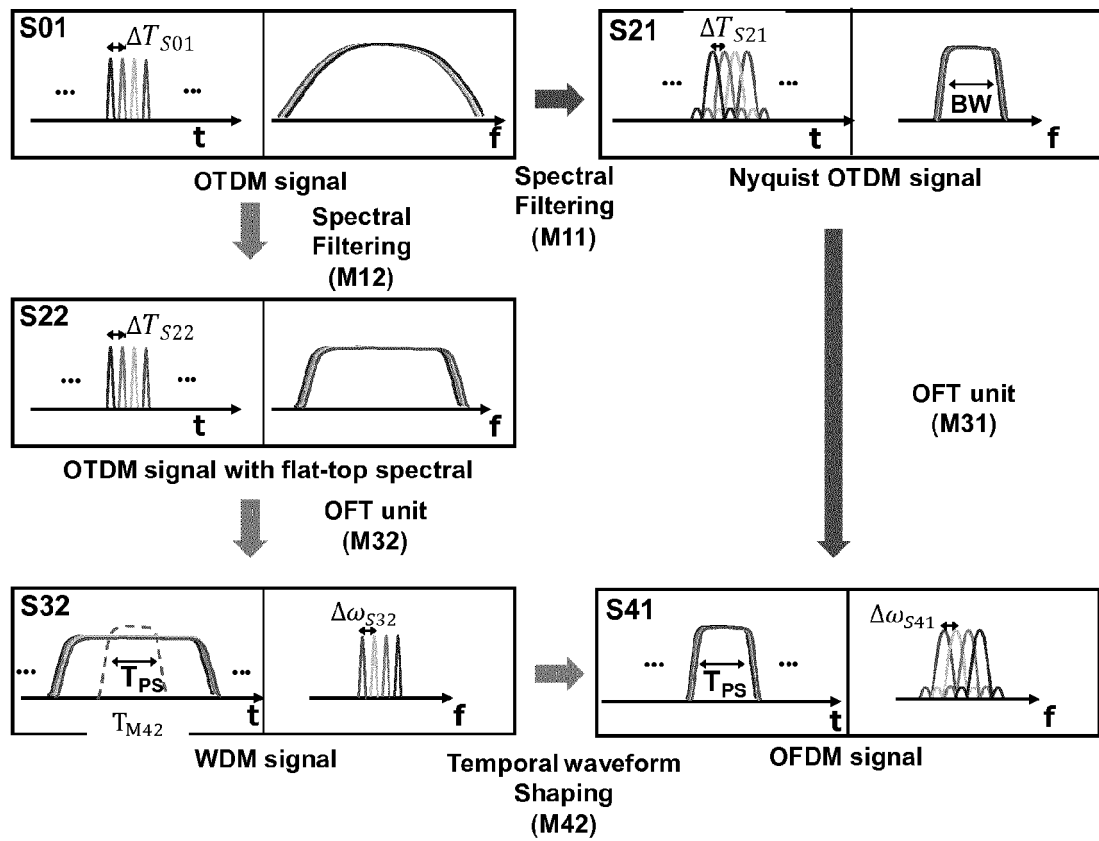 S01
ΔT_S01
... ...
t
f
OTDM signal
Spectral
Filtering
(M11)
S21
ΔT_S21
... ...
t
BW
f
Nyquist OTDM signal
Spectral
Filtering
(M12)
S22
ΔT_S22
... ...
t
f
OTDM signal with flat-top spectral
OFT unit
(M31)
OFT unit
(M32)
S32
... ...
T_PS
t
T_M42
Δω_S32
f
WDM signal
Temporal waveform
Shaping
(M42)
S41
... ...
T_PS
t
Δω_S41
f
OFDM signal